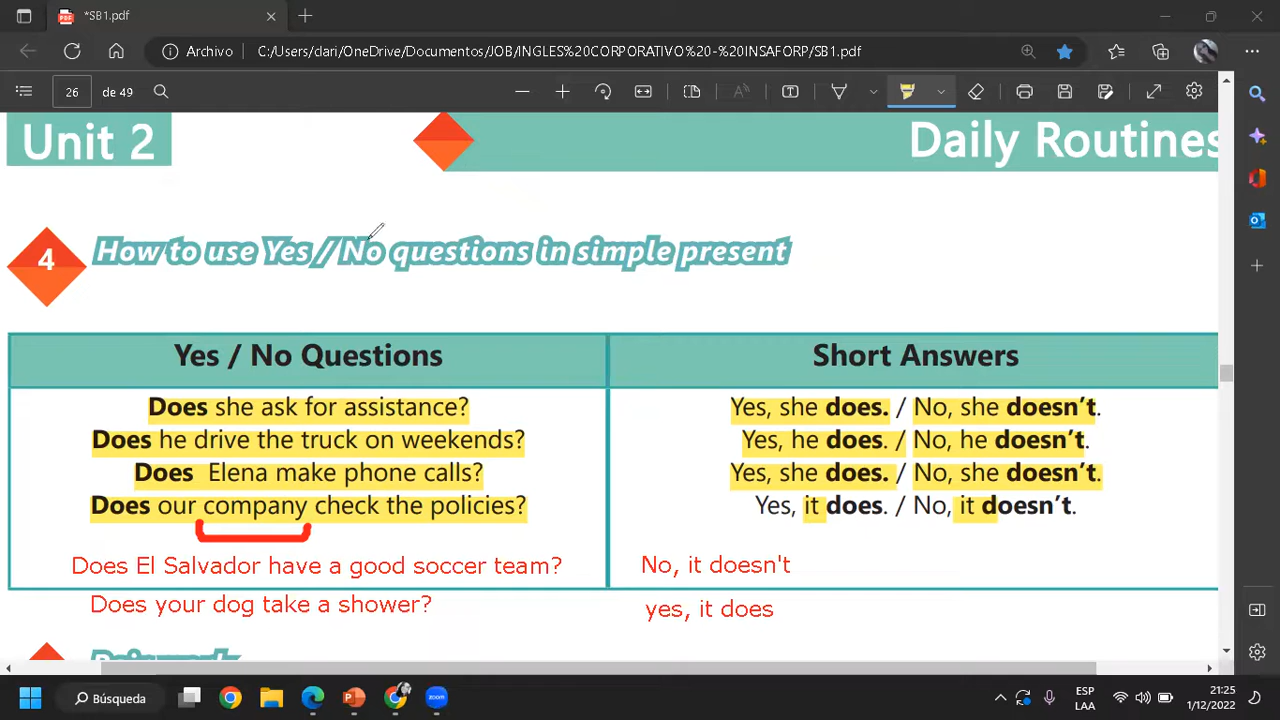 *SB1.pdf
Archivo C:/Users/clari/OneDrive/Documentos/JOB/INGLES%20CORPORATIVO%20-%20INSAFORP/SB1.pdf
26 de 49
Unit 2 Daily Routines
4 How to use Yes / No questions in simple present
Yes / No Questions Short Answers
Does she ask for assistance? Yes, she does. / No, she doesn't.
Does he drive the truck on weekends? Yes, he does. / No, he doesn't.
Does Elena make phone calls? Yes, she does. / No, she doesn't.
Does our company check the policies? Yes, it does. / No, it doesn't.
Does El Salvador have a good soccer team? No, it doesn't
Does your dog take a shower? yes, it does
Búsqueda zoom ESP 21:25
LAA 1/12/2022